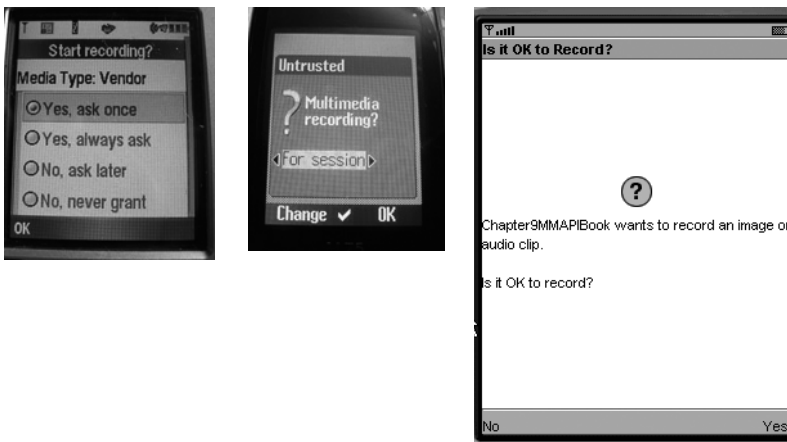 Start recording?
Media Type: Vendor
Yes, ask once
Yes, always ask
No, ask later
No, never grant
OK
Untrusted
Multimedia
recording?
For session
Change OK
Is it OK to Record?
Chapter9MMAPIBook wants to record an image or
audio clip.
Is it OK to record?
No Yes